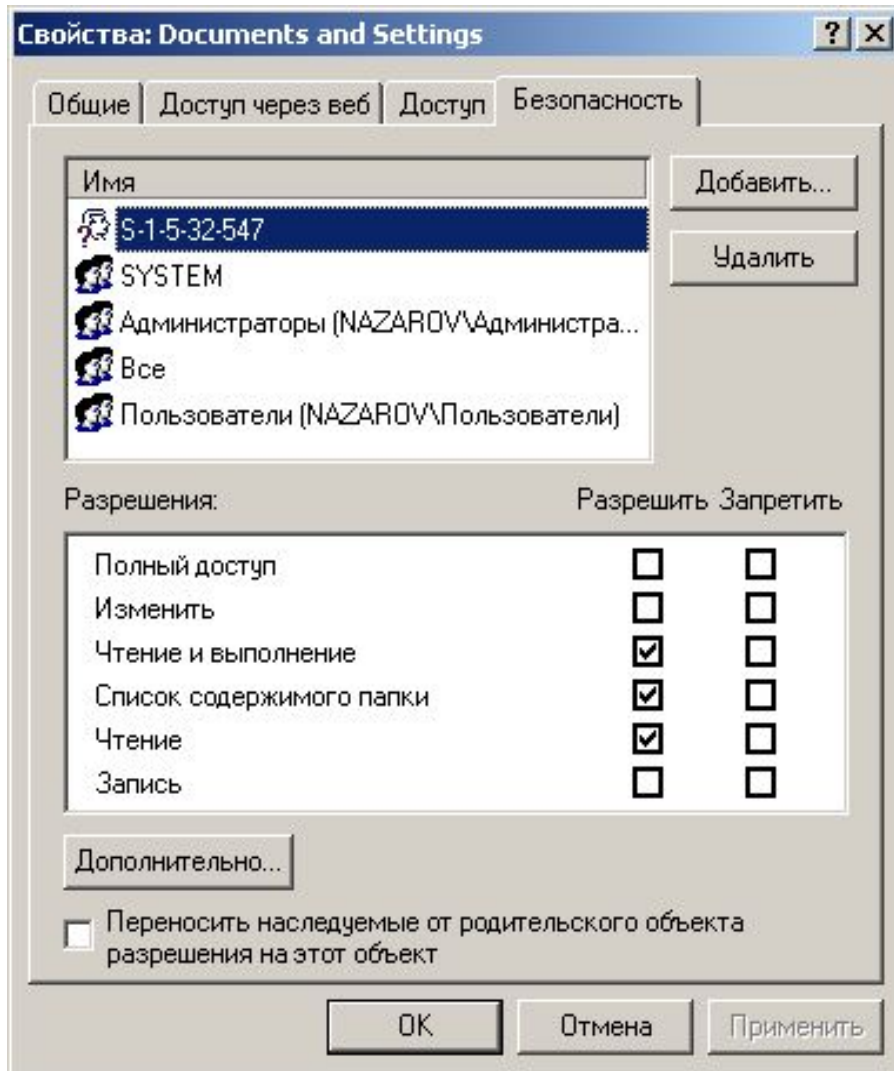 Свойства: Documents and Settings
Общие Доступ через веб Доступ Безопасность
Имя
S-1-5-32-547
SYSTEM
Администраторы (NAZAROV\Администра...
Все
Пользователи (NAZAROV\Пользователи)
Добавить...
Удалить
Разрешения: Разрешить Запретить
Полный доступ
Изменить
Чтение и выполнение
Список содержимого папки
Чтение
Запись
Дополнительно...
Переносить наследуемые от родительского объекта
разрешения на этот объект
OK Отмена Применить